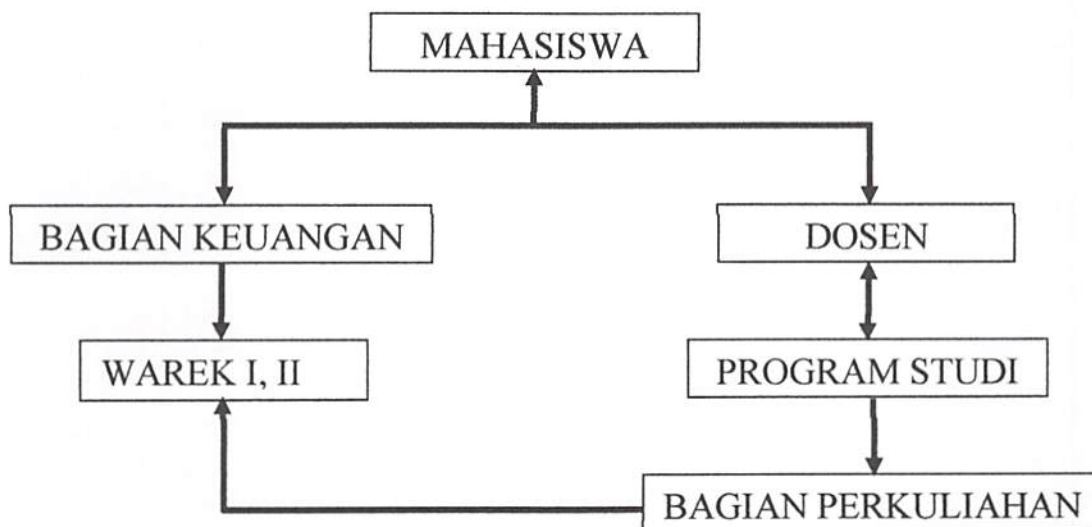 MAHASISWA
BAGIAN KEUANGAN
DOSEN
WAREK I, II
PROGRAM STUDI
BAGIAN PERKULIAHAN